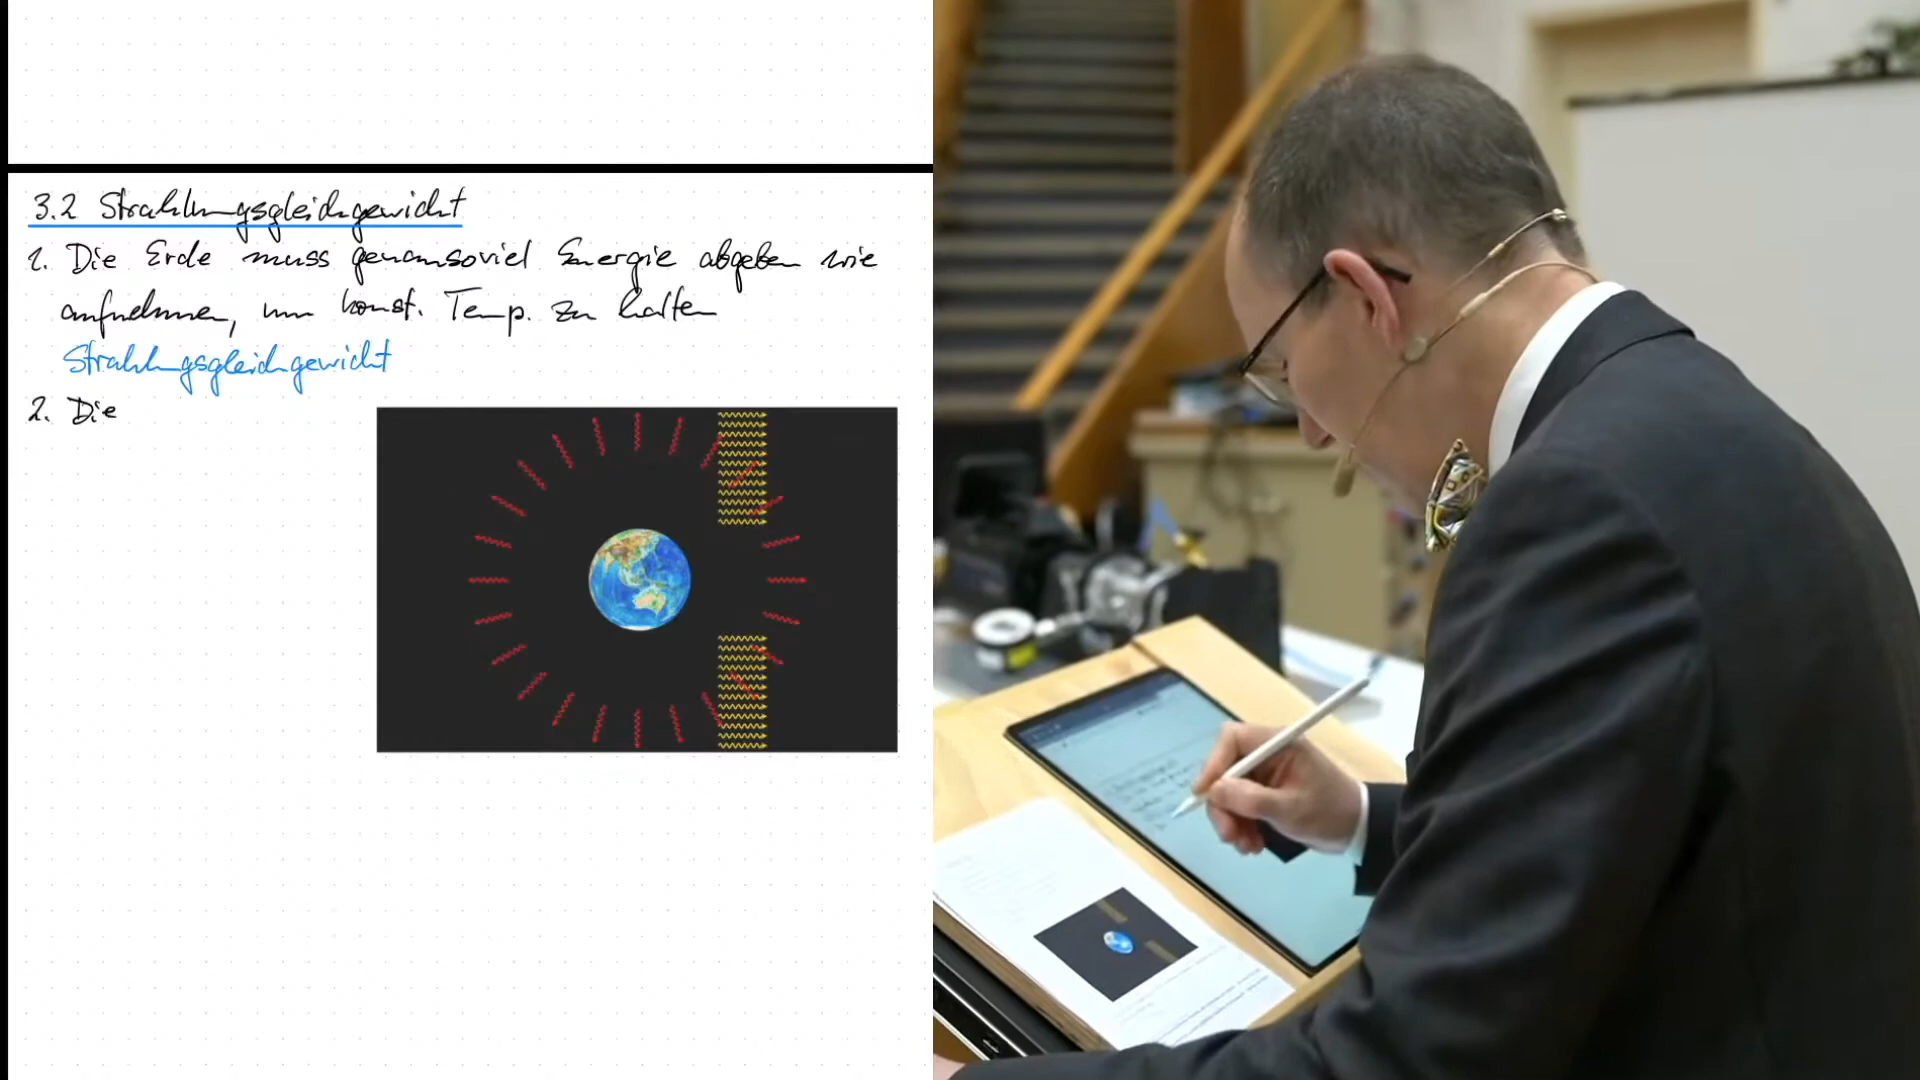 3.2 Strahlungsgleichgewicht
1. Die Erde muss genausoviel Energie abgeben wie
aufnehmen, um konst. Temp. zu halten
Strahlungsgleichgewicht
2. Die